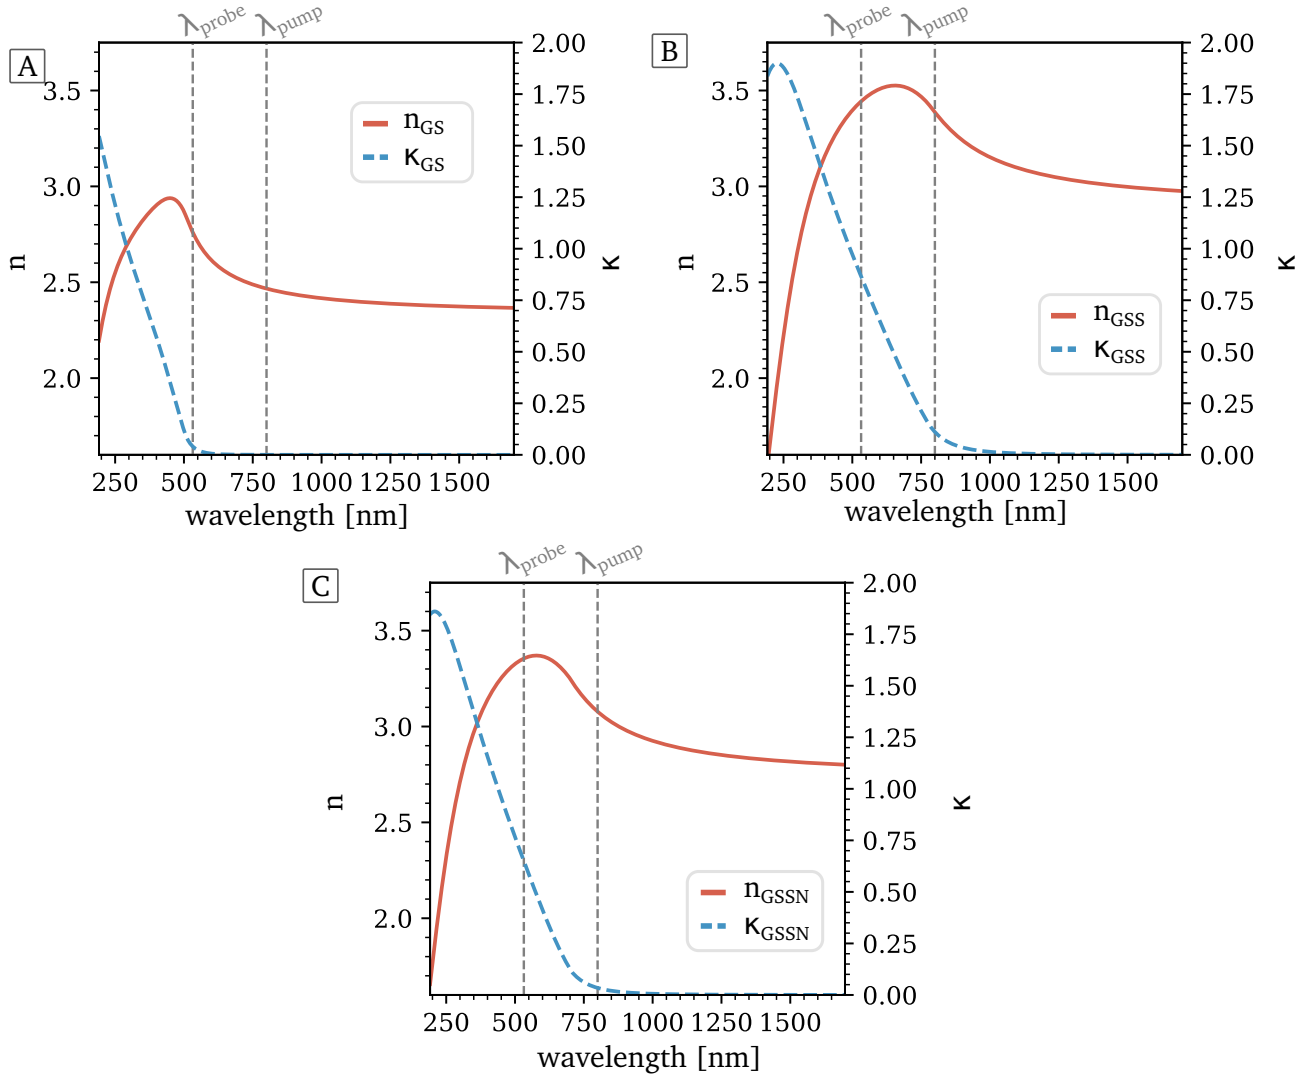 A
λprobe λpump
n
3.5
3.0
2.5
2.0
2.00
1.75
1.50
1.25
1.00
0.75
0.50
0.25
0.00
κ
nGS
κGS
250 500 750 1000 1250 1500
wavelength [nm]
B
λprobe λpump
n
3.5
3.0
2.5
2.0
2.00
1.75
1.50
1.25
1.00
0.75
0.50
0.25
0.00
κ
nGSS
κGSS
250 500 750 1000 1250 1500
wavelength [nm]
C
λprobe λpump
n
3.5
3.0
2.5
2.0
2.00
1.75
1.50
1.25
1.00
0.75
0.50
0.25
0.00
κ
nGSSN
κGSSN
250 500 750 1000 1250 1500
wavelength [nm]